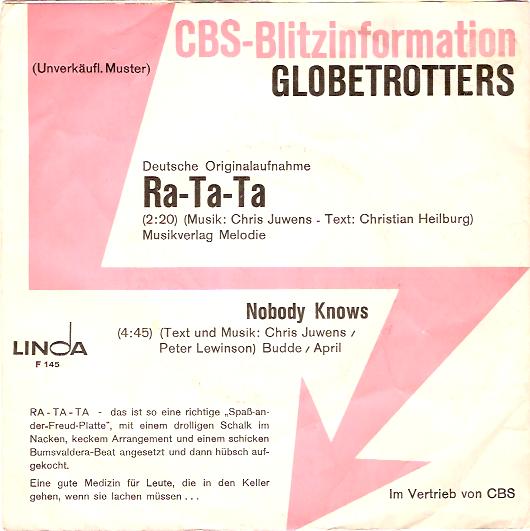 CBS-Blitzinformation
(Unverkäufl. Muster)
GLOBETROTTERS
Deutsche Originalaufnahme
Ra-Ta-Ta
(2:20) (Musik: Chris Juwens - Text: Christian Heilburg)
Musikverlag Melodie
Nobody Knows
(4:45) (Text und Musik: Chris Juwens /
Peter Lewinson) Budde / April
LINDA
F 145
RA - TA - TA - das ist so eine richtige „Spaß-an-
der-Freud-Platte", mit einem drolligen Schalk im
Nacken, keckem Arrangement und einem schicken
Bumsvaldera-Beat angesetzt und dann hübsch auf-
gekocht.
Eine gute Medizin für Leute, die in den Keller
gehen, wenn sie lachen müssen . . .
Im Vertrieb von CBS